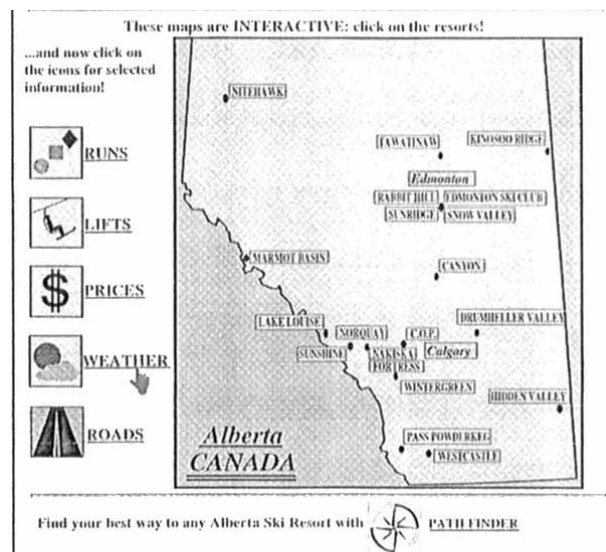 These maps are INTERACTIVE: click on the resorts!
...and now click on
the icons for selected
information!
RUNS
LIFTS
$
PRICES
WEATHER
ROADS
NITEHAWK
TAWATINAW
KINOSOO RIDGE
Edmonton
RABBIT HILL
EDMONTON SKI CLUB
SUNRIDGE
SNOW VALLEY
MARMOT BASIN
CANYON
LAKE LOUISE
NORQUAY
C.O.P.
DRUMHELLER VALLEY
SUNSHINE
NAKISKA
Calgary
FORTRESS
WINTERGREEN
HIDDEN VALLEY
Alberta
CANADA
PASS POWDERKEG
WESTCASTLE
Find your best way to any Alberta Ski Resort with
PATH FINDER